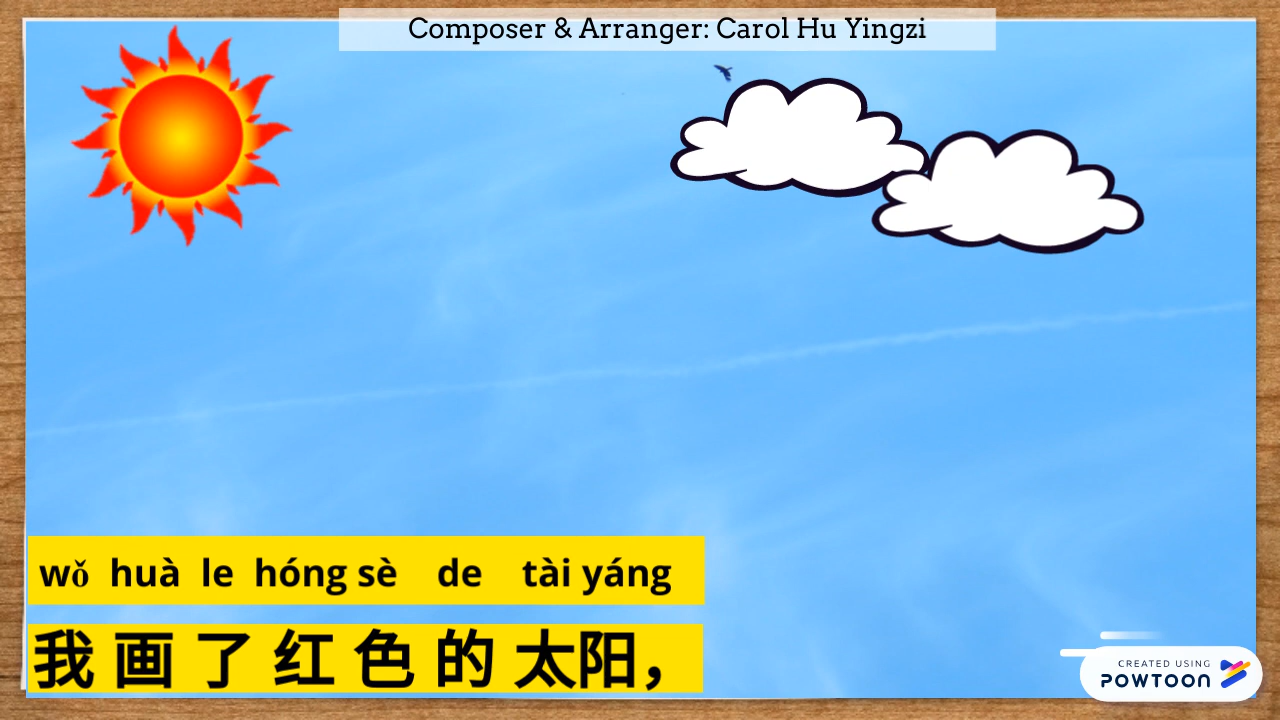 Composer & Arranger: Carol Hu Yingzi
wǒ huà le hóng sè de tài yáng
我 画 了 红 色 的 太阳，
CREATED USING
POWTOON